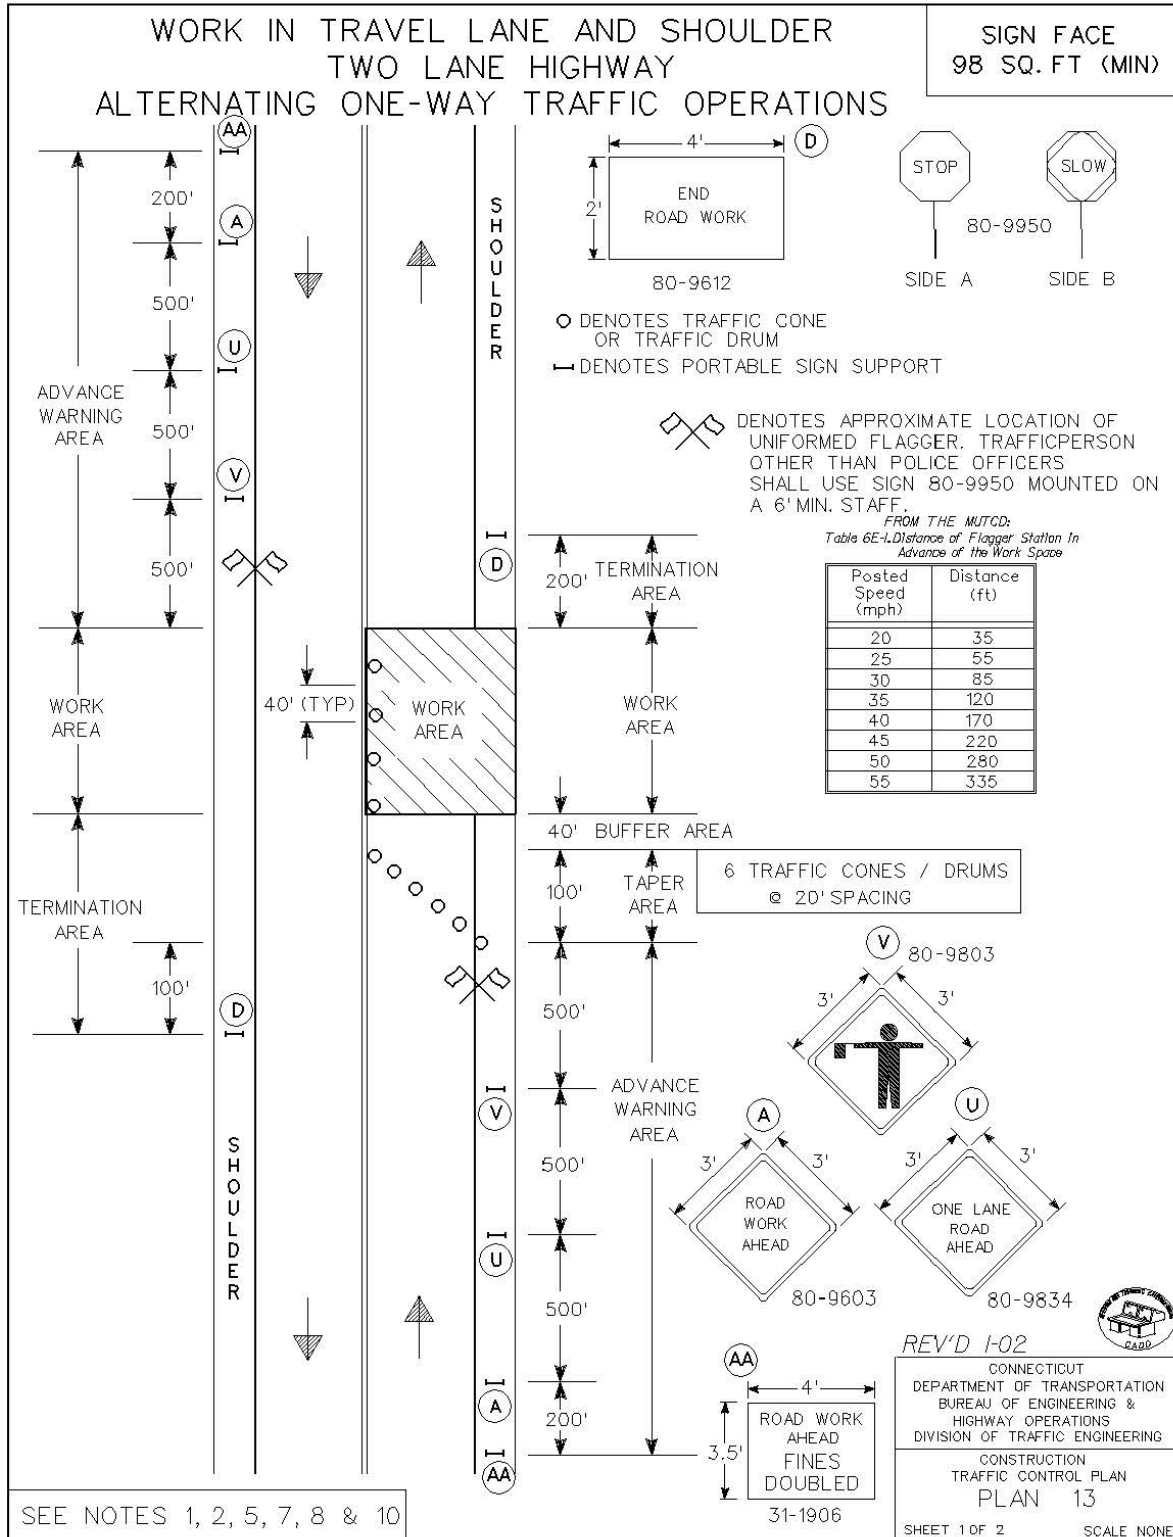 WORK IN TRAVEL LANE AND SHOULDER
TWO LANE HIGHWAY
ALTERNATING ONE-WAY TRAFFIC OPERATIONS
SIGN FACE
98 SQ. FT (MIN)
AA
200'
A
500'
U
500'
V
500'
ADVANCE
WARNING
AREA
WORK
AREA
TERMINATION
AREA
100'
D
SHOULDER
SHOULDER
40' (TYP)
WORK
AREA
D
200'
TERMINATION
AREA
WORK
AREA
40' BUFFER AREA
100'
TAPER
AREA
6 TRAFFIC CONES / DRUMS
@ 20' SPACING
500'
V
500'
U
500'
A
200'
AA
ADVANCE
WARNING
AREA
4'
D
2'
END
ROAD WORK
80-9612
STOP
SLOW
80-9950
SIDE A
SIDE B
DENOTES TRAFFIC CONE
OR TRAFFIC DRUM
DENOTES PORTABLE SIGN SUPPORT
DENOTES APPROXIMATE LOCATION OF
UNIFORMED FLAGGER. TRAFFICPERSON
OTHER THAN POLICE OFFICERS
SHALL USE SIGN 80-9950 MOUNTED ON
A 6' MIN. STAFF.
FROM THE MUTCD:
Table 6E-1. Distance of Flagger Station in
Advance of the Work Space
Posted Speed (mph) Distance (ft)
20 35
25 55
30 85
35 120
40 170
45 220
50 280
55 335
V
80-9803
3' 3'
A
3' 3'
ROAD
WORK
AHEAD
80-9603
U
3' 3'
ONE LANE
ROAD
AHEAD
80-9834
AA
4'
3.5'
ROAD WORK
AHEAD
FINES
DOUBLED
31-1906
CADD
REV'D 1-02
CONNECTICUT
DEPARTMENT OF TRANSPORTATION
BUREAU OF ENGINEERING &
HIGHWAY OPERATIONS
DIVISION OF TRAFFIC ENGINEERING
CONSTRUCTION
TRAFFIC CONTROL PLAN
PLAN 13
SHEET 1 OF 2 SCALE NONE
SEE NOTES 1, 2, 5, 7, 8 & 10